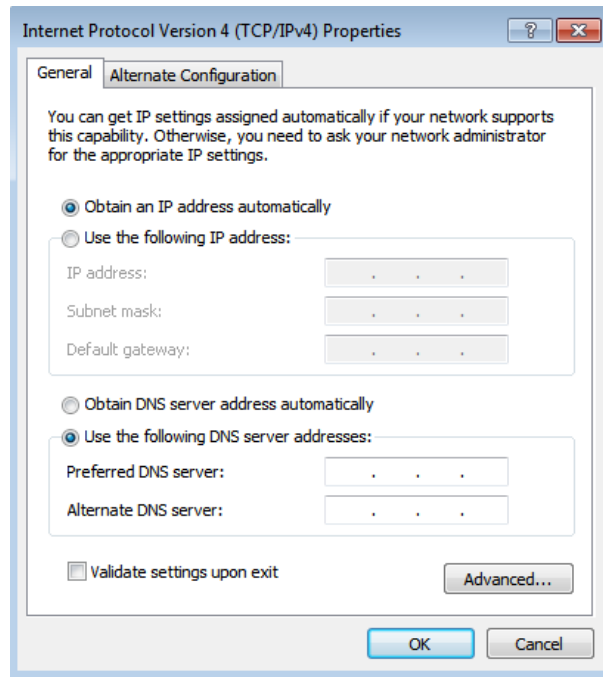 Internet Protocol Version 4 (TCP/IPv4) Properties
General
Alternate Configuration
You can get IP settings assigned automatically if your network supports
this capability. Otherwise, you need to ask your network administrator
for the appropriate IP settings.
Obtain an IP address automatically
Use the following IP address:
IP address:
. . .
Subnet mask:
. . .
Default gateway:
. . .
Obtain DNS server address automatically
Use the following DNS server addresses:
Preferred DNS server:
. . .
Alternate DNS server:
. . .
Validate settings upon exit
Advanced...
OK
Cancel